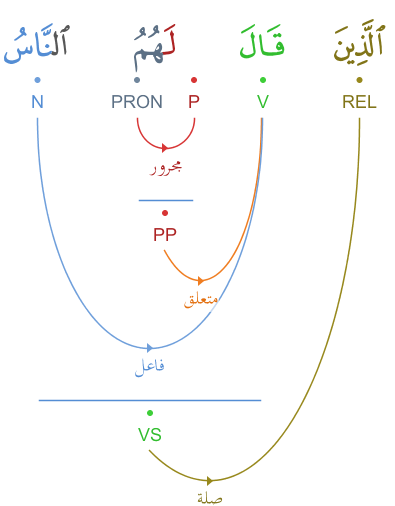 ٱلَّذِينَ قَالَ لَهُمُ ٱلنَّاسُ
REL V P PRON N
مجرور
PP
متعلق
فاعل
VS
صلة